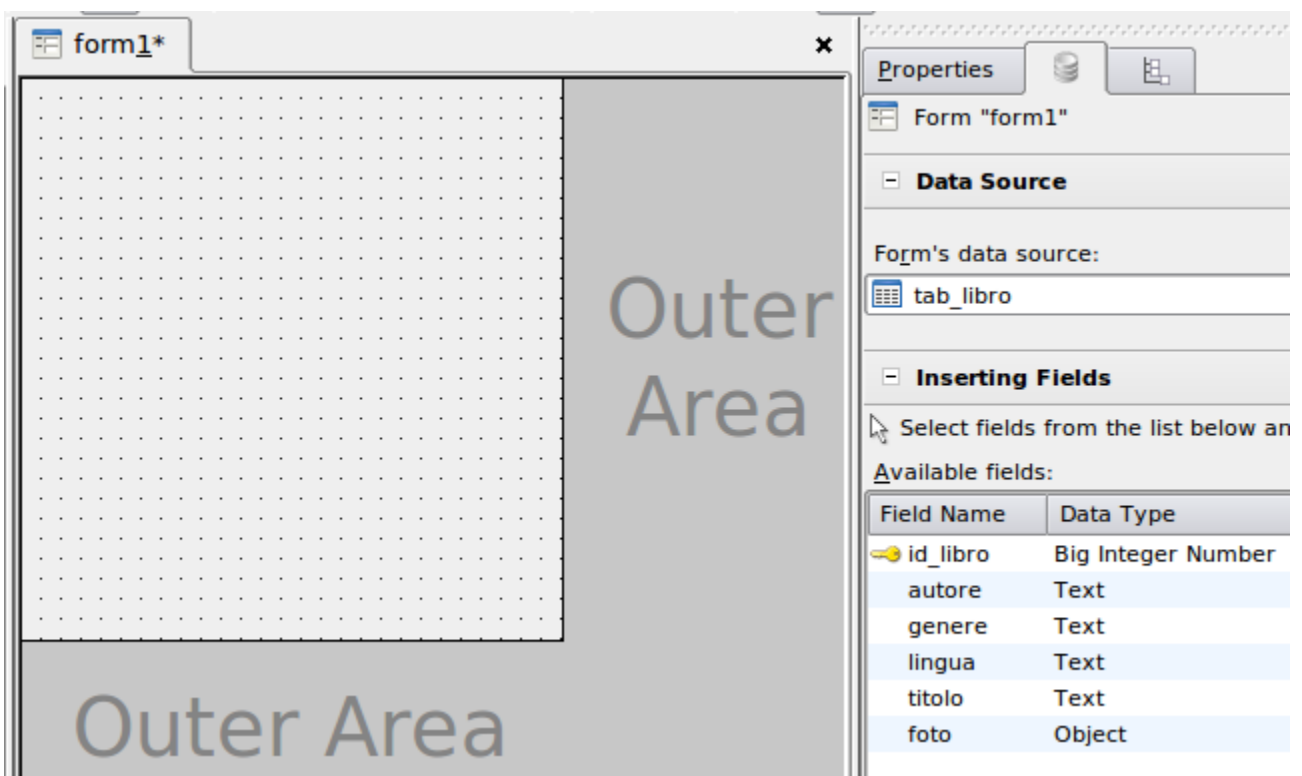 form1*
Outer
Area
Outer Area
Properties
Form "form1"
Data Source
Form's data source:
tab_libro
Inserting Fields
Select fields from the list below an
Available fields:
Field Name Data Type
id_libro Big Integer Number
autore Text
genere Text
lingua Text
titolo Text
foto Object